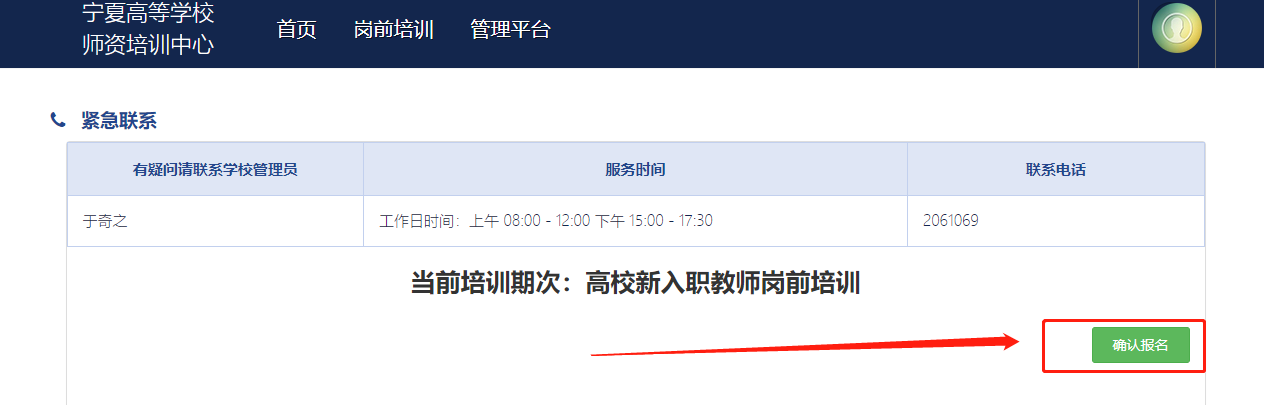 宁夏高等学校
师资培训中心
首页 岗前培训 管理平台
紧急联系
有疑问请联系学校管理员 服务时间 联系电话
于奇之 工作日时间：上午 08:00 - 12:00 下午 15:00 - 17:30 2061069
当前培训期次：高校新入职教师岗前培训
确认报名